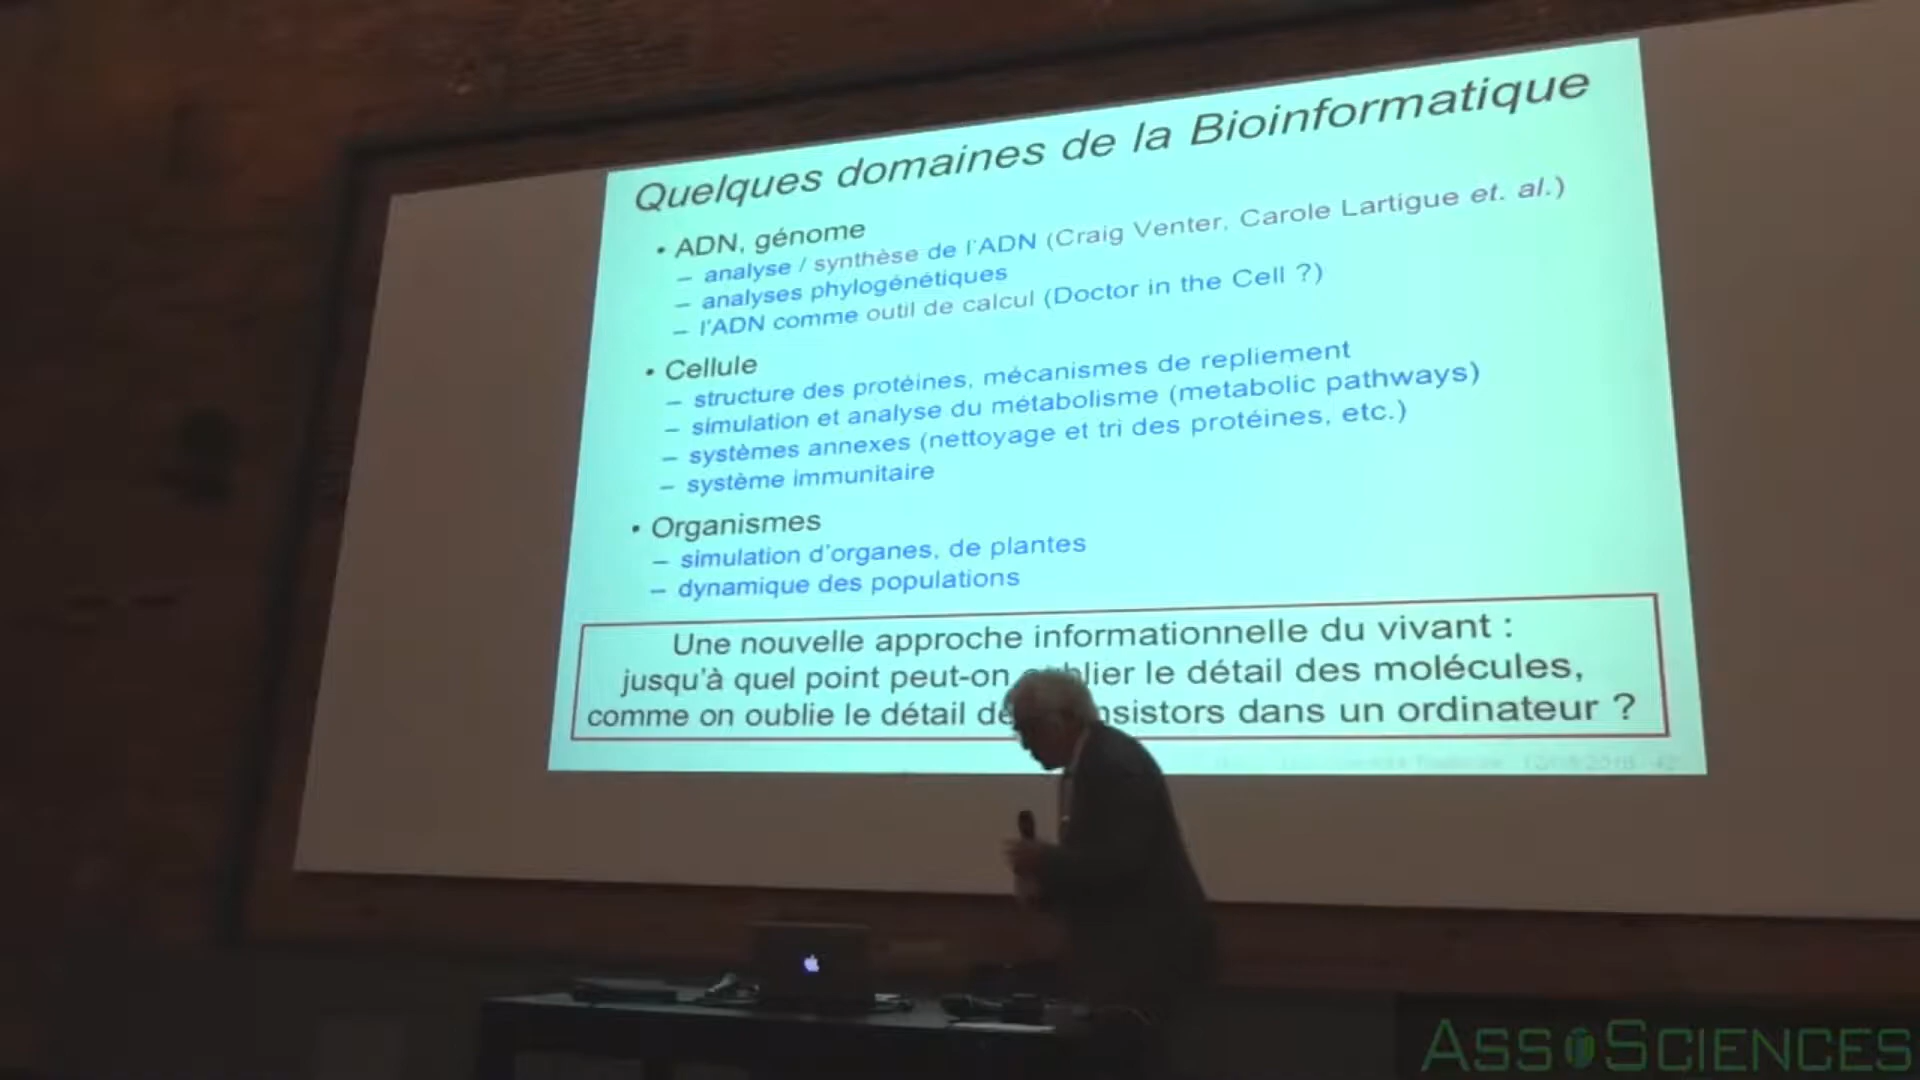 Quelques domaines de la Bioinformatique
• ADN, génome
– analyse / synthèse de l'ADN (Craig Venter, Carole Lartigue et. al.)
– analyses phylogénétiques
– l'ADN comme outil de calcul (Doctor in the Cell ?)
• Cellule
– structure des protéines, mécanismes de repliement
– simulation et analyse du métabolisme (metabolic pathways)
– systèmes annexes (nettoyage et tri des protéines, etc.)
– système immunitaire
• Organismes
– simulation d'organes, de plantes
– dynamique des populations
Une nouvelle approche informationnelle du vivant :
jusqu'à quel point peut-on le détail des molécules,
comme on oublie le détail dans un ordinateur ?
ASSOSCIENCES